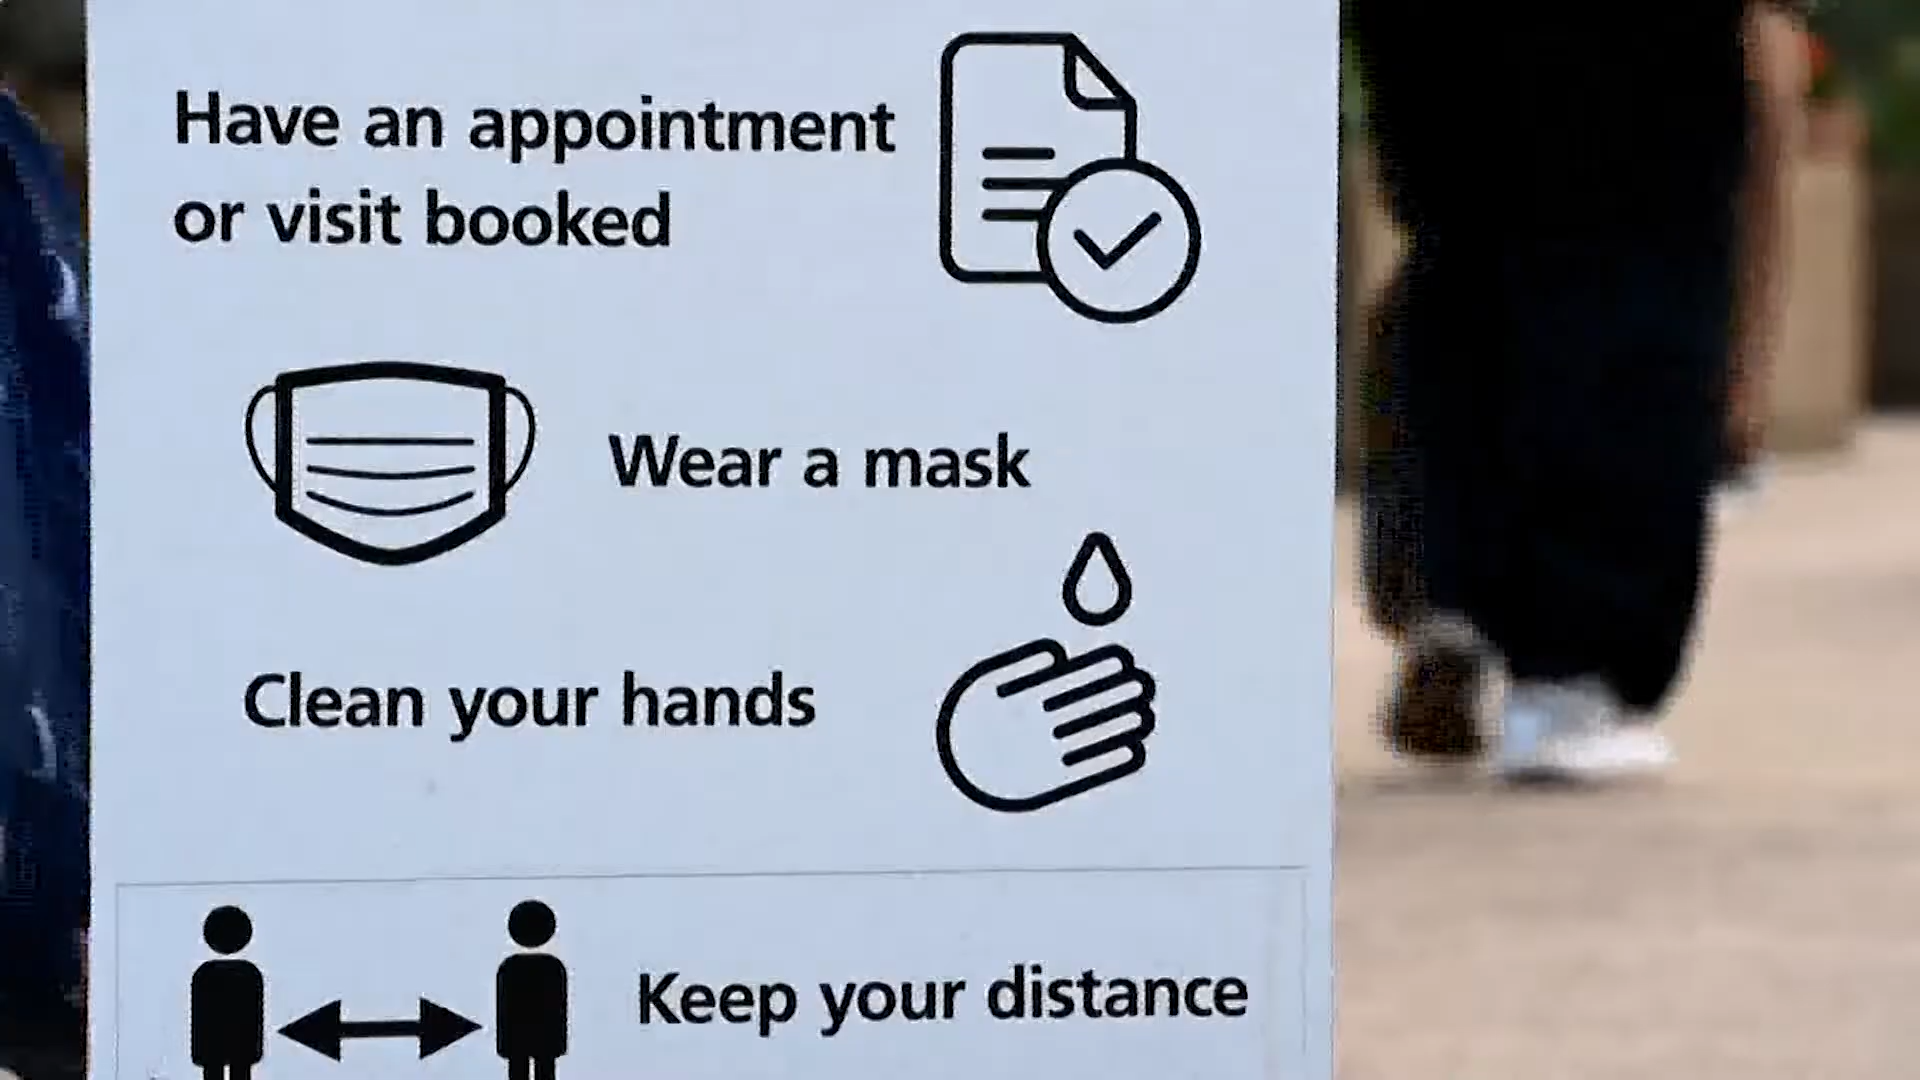 Have an appointment
or visit booked
Wear a mask
Clean your hands
Keep your distance